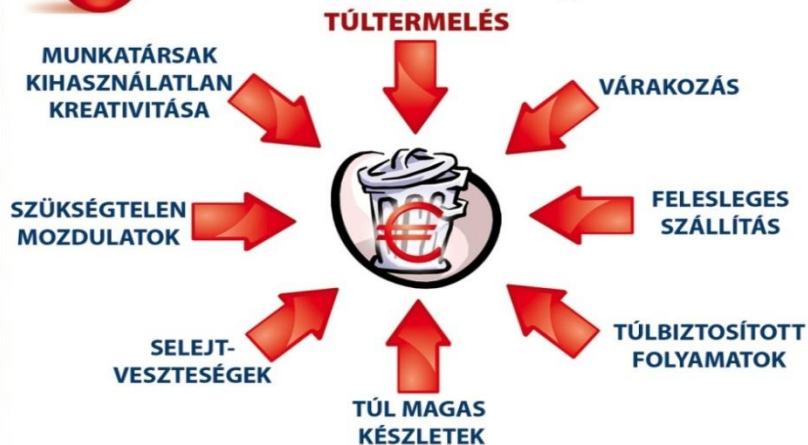 TÚLTERMELÉS
MUNKATÁRSAK
KIHASZNÁLATLAN
KREATIVITÁSA
VÁRAKOZÁS
SZÜKSÉGTELEN
MOZDULATOK
€
FELESLEGES
SZÁLLÍTÁS
SELEJT-
VESZTESÉGEK
TÚLBIZTOSÍTOTT
FOLYAMATOK
TÚL MAGAS
KÉSZLETEK